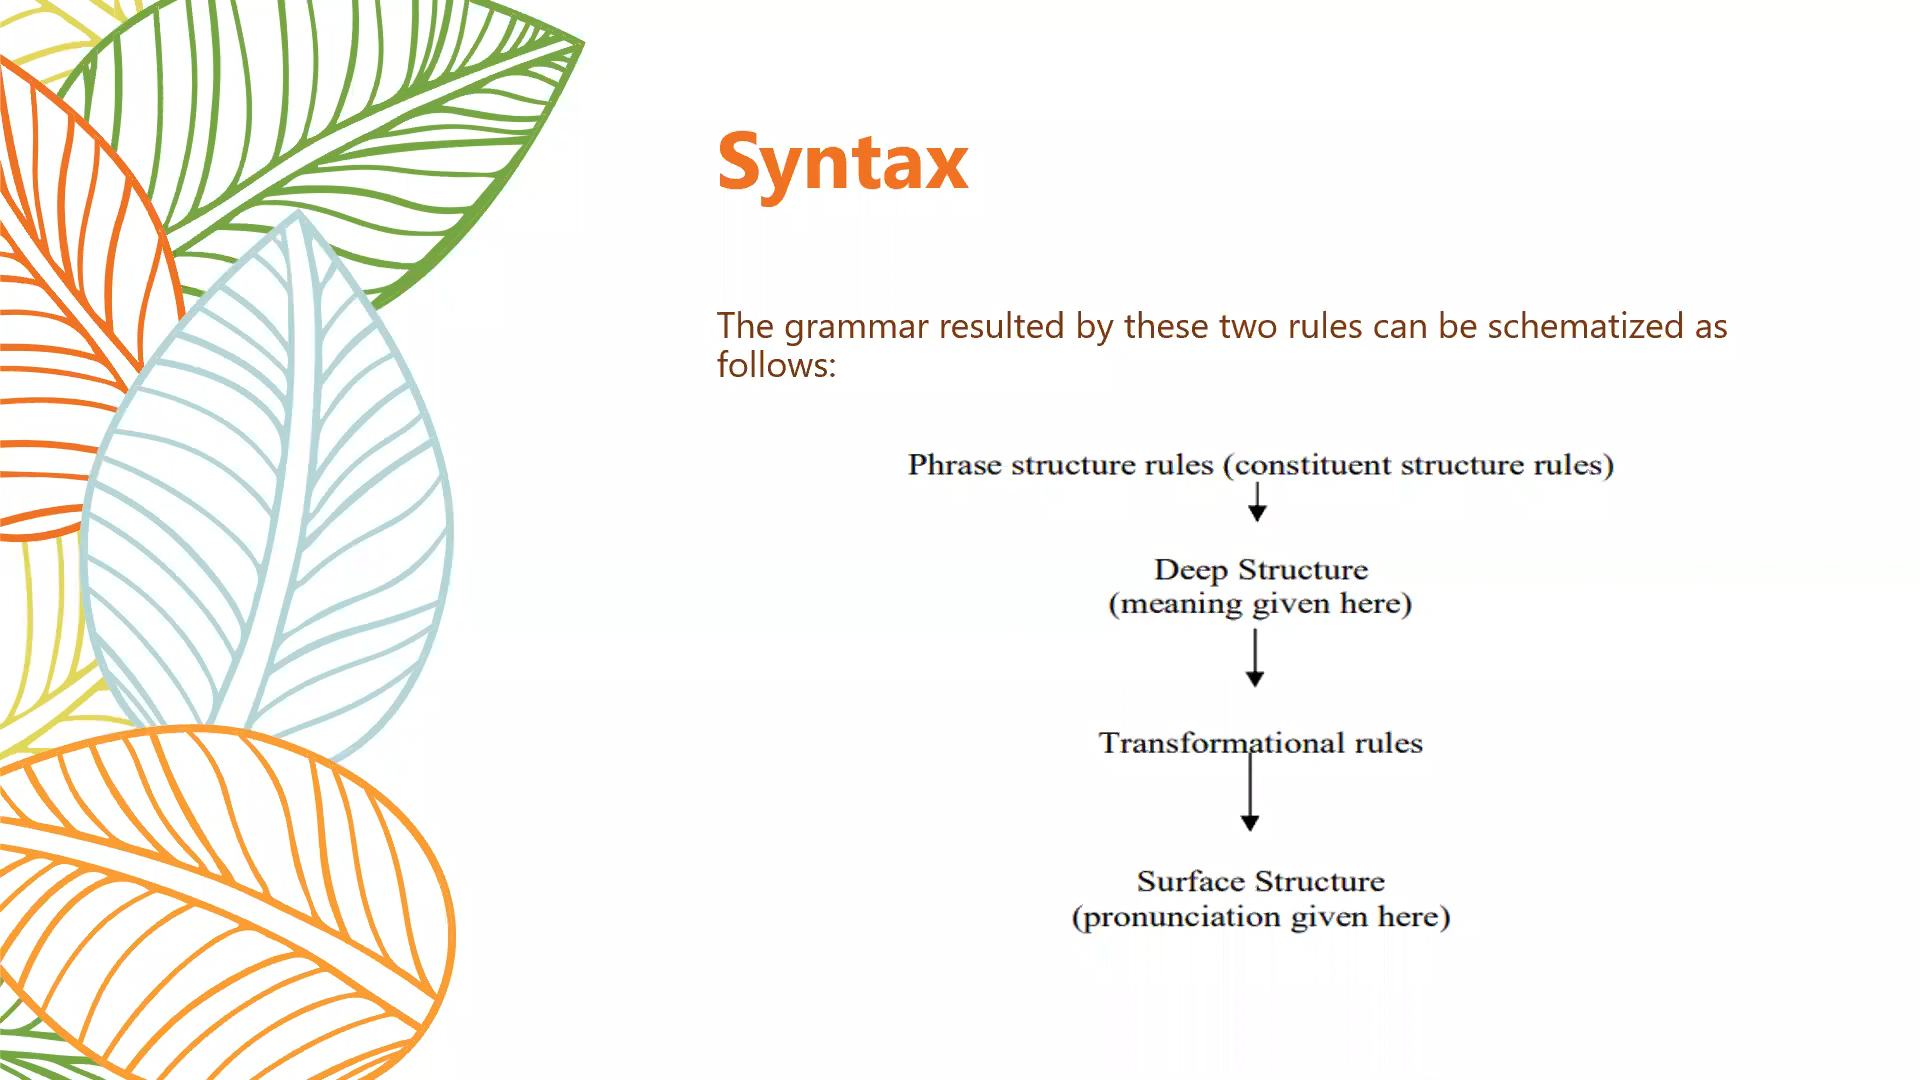 Syntax
The grammar resulted by these two rules can be schematized as
follows:
Phrase structure rules (constituent structure rules)
Deep Structure
(meaning given here)
Transformational rules
Surface Structure
(pronunciation given here)